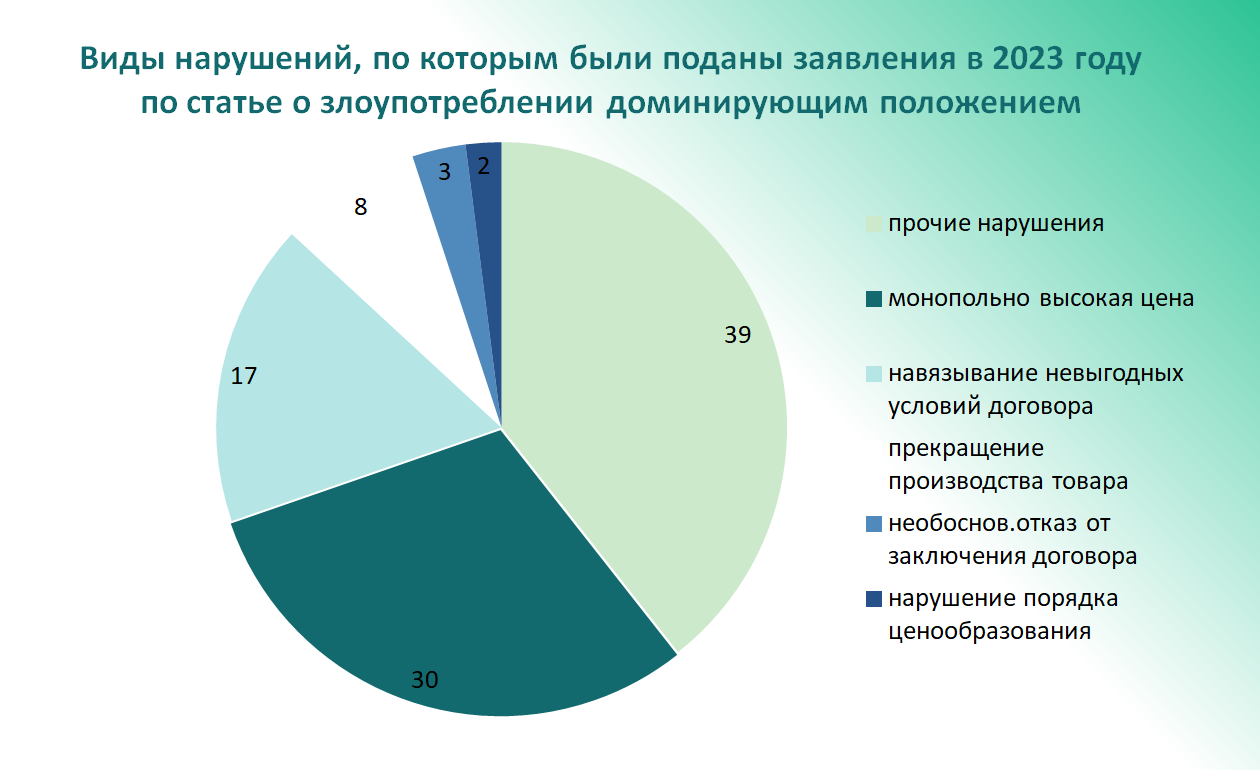 Виды нарушений, по которым были поданы заявления в 2023 году
по статье о злоупотреблении доминирующим положением
3
2
8
39
17
30
прочие нарушения
монопольно высокая цена
навязывание невыгодных
условий договора
прекращение
производства товара
необоснов.отказ от
заключения договора
нарушение порядка
ценообразования